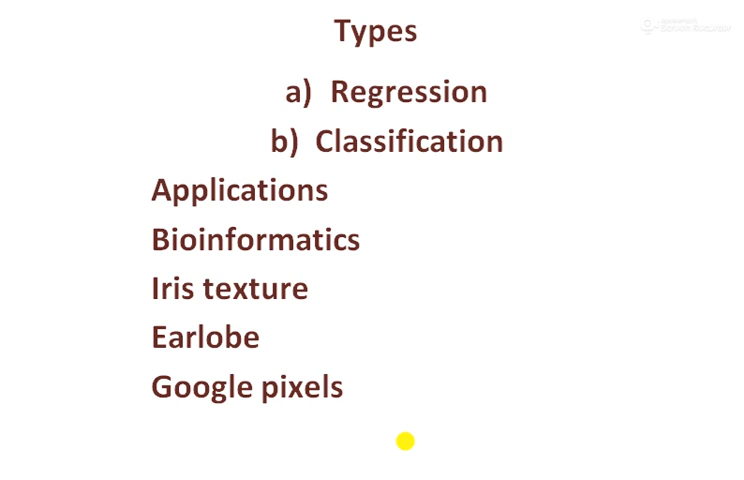 Types
a) Regression
b) Classification
Applications
Bioinformatics
Iris texture
Earlobe
Google pixels